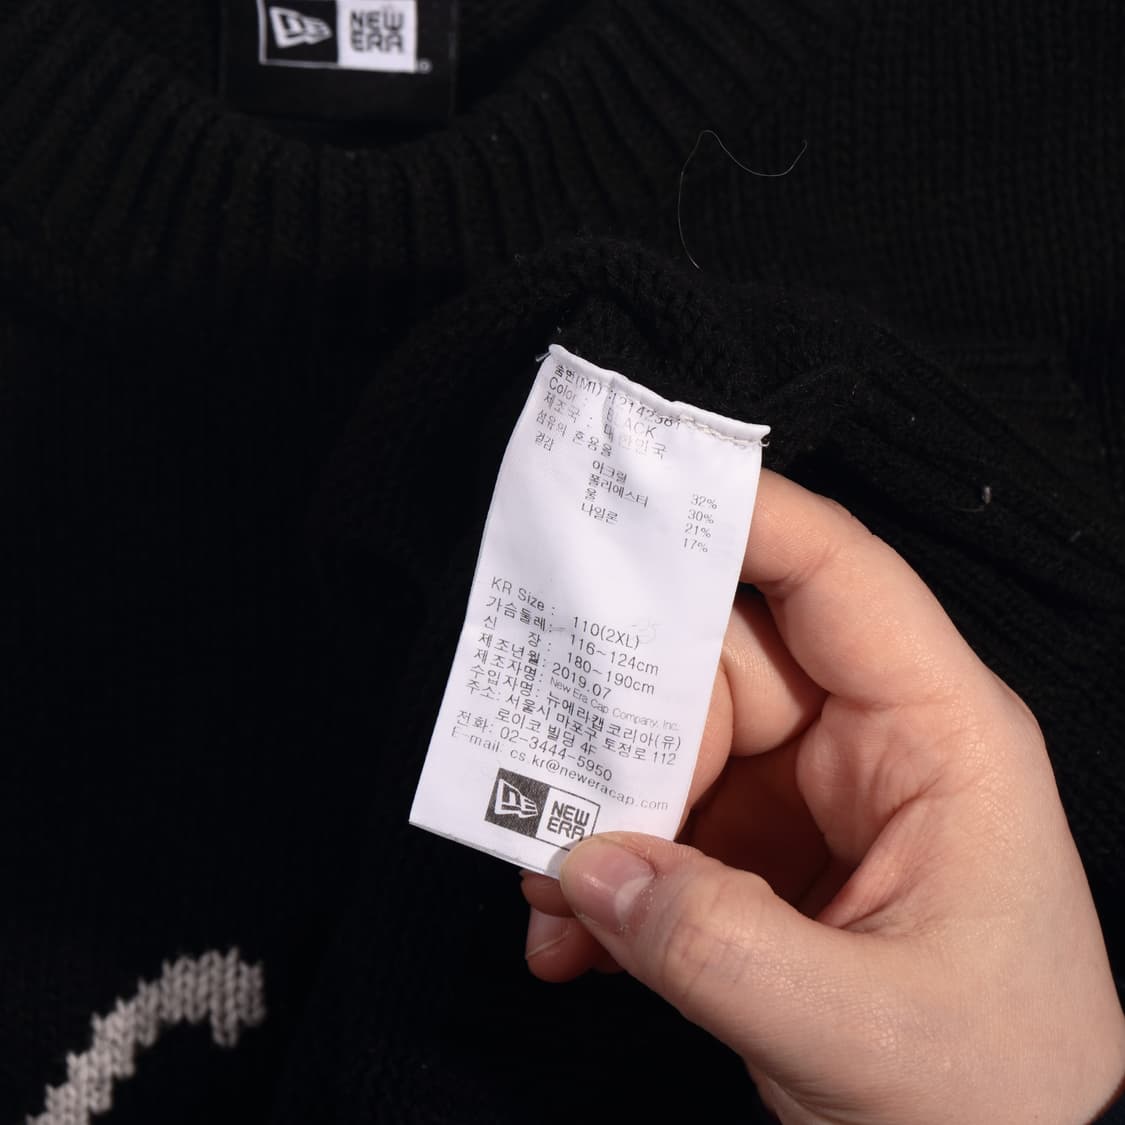 NEW
ERA
품번(MI) : 12142381
Color : BLACK
제조국 : 대한민국
섬유의 혼용율
겉감
아크릴 32%
폴리에스터 30%
울 21%
나일론 17%
KR Size : 110(2XL)
가슴둘레: 116~124cm
신 장 : 180~190cm
제조년월: 2019.07
제조자명: New Era Cap Company, Inc.
수입자명: 뉴에라캡코리아(유)
주소: 서울시 마포구 토정로 112
로이코 빌딩 4F
전화: 02-3444-5950
E-mail: cs.kr@neweracap.com
NEW
ERA